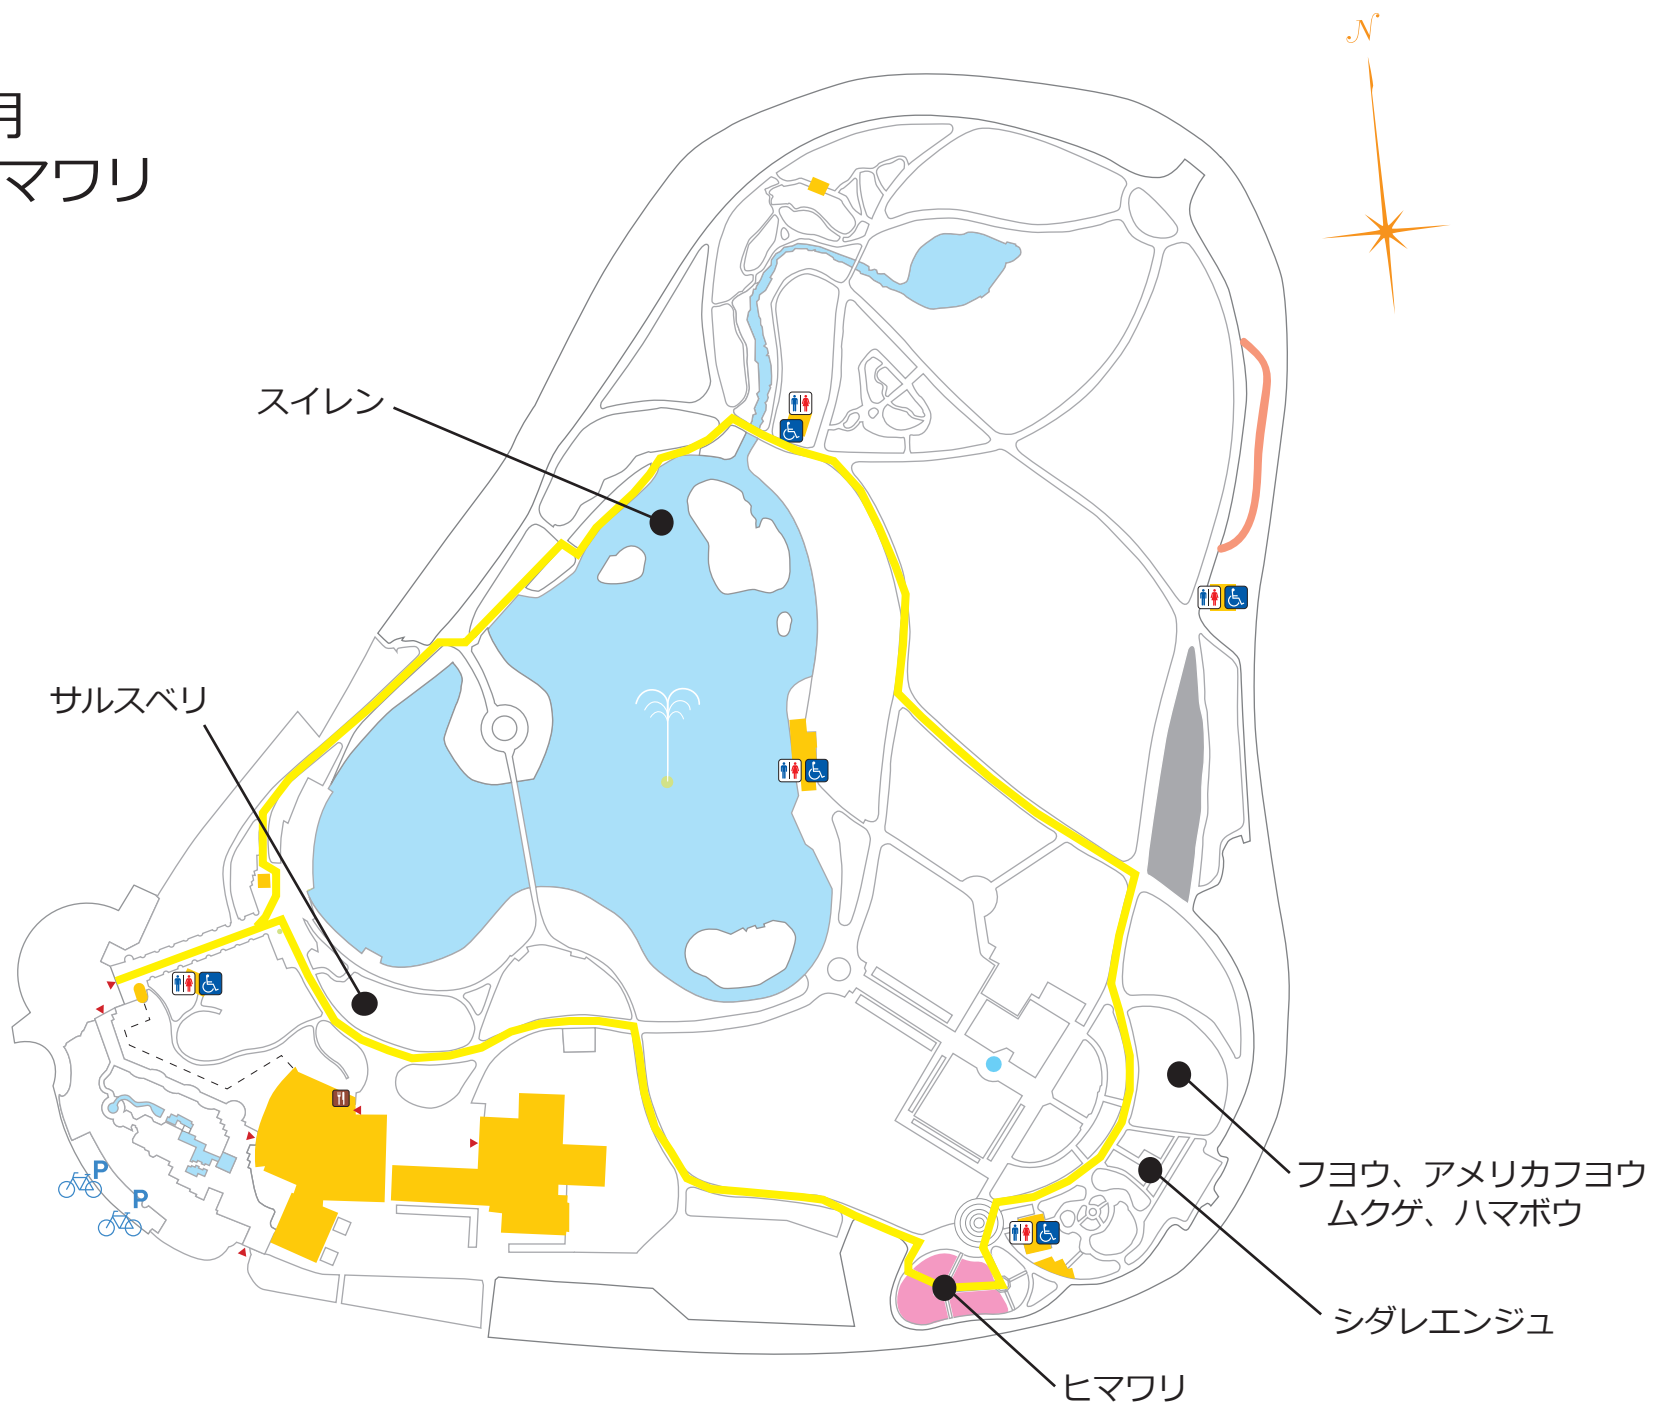 月
マワリ
N
スイレン
サルスベリ
フヨウ、アメリカフヨウ
ムクゲ、ハマボウ
シダレエンジュ
ヒマワリ
P
P